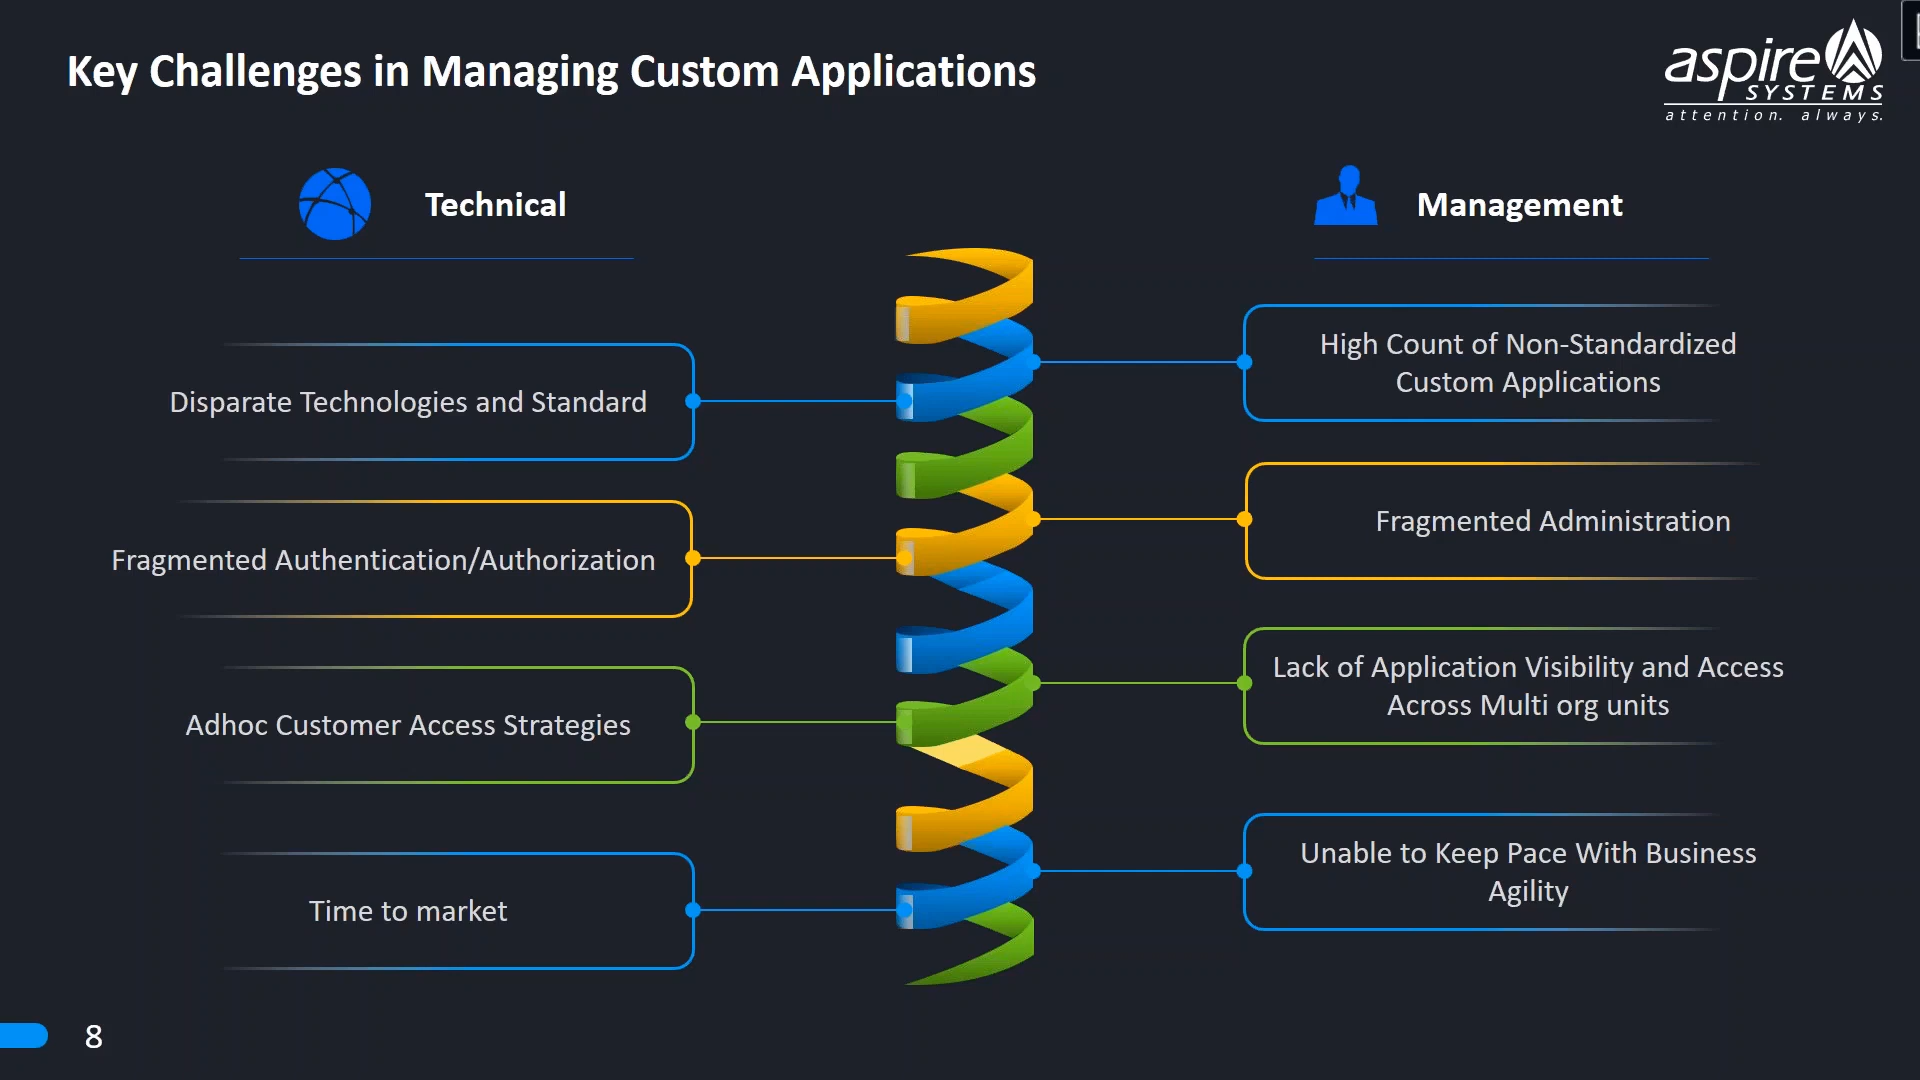 Key Challenges in Managing Custom Applications
aspire
SYSTEMS
attention. always.
Technical
Disparate Technologies and Standard
Fragmented Authentication/Authorization
Adhoc Customer Access Strategies
Time to market
Management
High Count of Non-Standardized
Custom Applications
Fragmented Administration
Lack of Application Visibility and Access
Across Multi org units
Unable to Keep Pace With Business
Agility
8